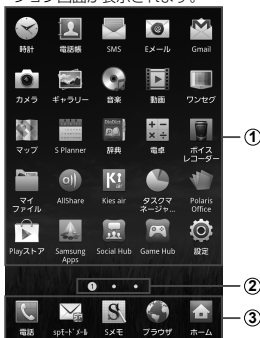 ション画面が表示されます。
時計 電話帳 SMS Eメール Gmail
カメラ ギャラリー 音楽 動画 ワンセグ
マップ S Planner 辞典 電卓 ボイス
レコーダー
①
マイ
ファイル AllShare Kies air タスクマ
ネージャ... Polaris
Office
Playストア Samsung
Apps Social Hub Game Hub 設定
1
②
電話 spモードメール Sメモ ブラウザ ホーム
③